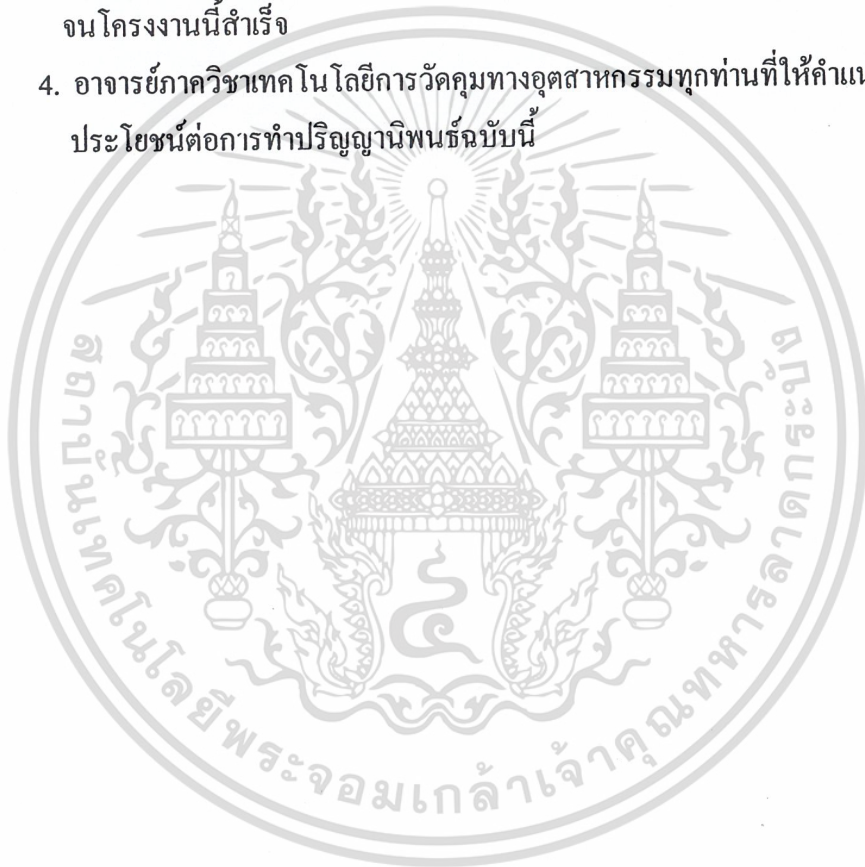 จนโครงงานนี้สำเร็จ
4. อาจารย์ภาควิชาเทคโนโลยีการวัดคุมทางอุตสาหกรรมทุกท่านที่ให้คำแน
ประโยชน์ต่อการทำปริญญานิพนธ์ฉบับนี้
สถาบันเทคโนโลยีพระจอมเกล้าเจ้าคุณทหารลาดกระบัง
๔